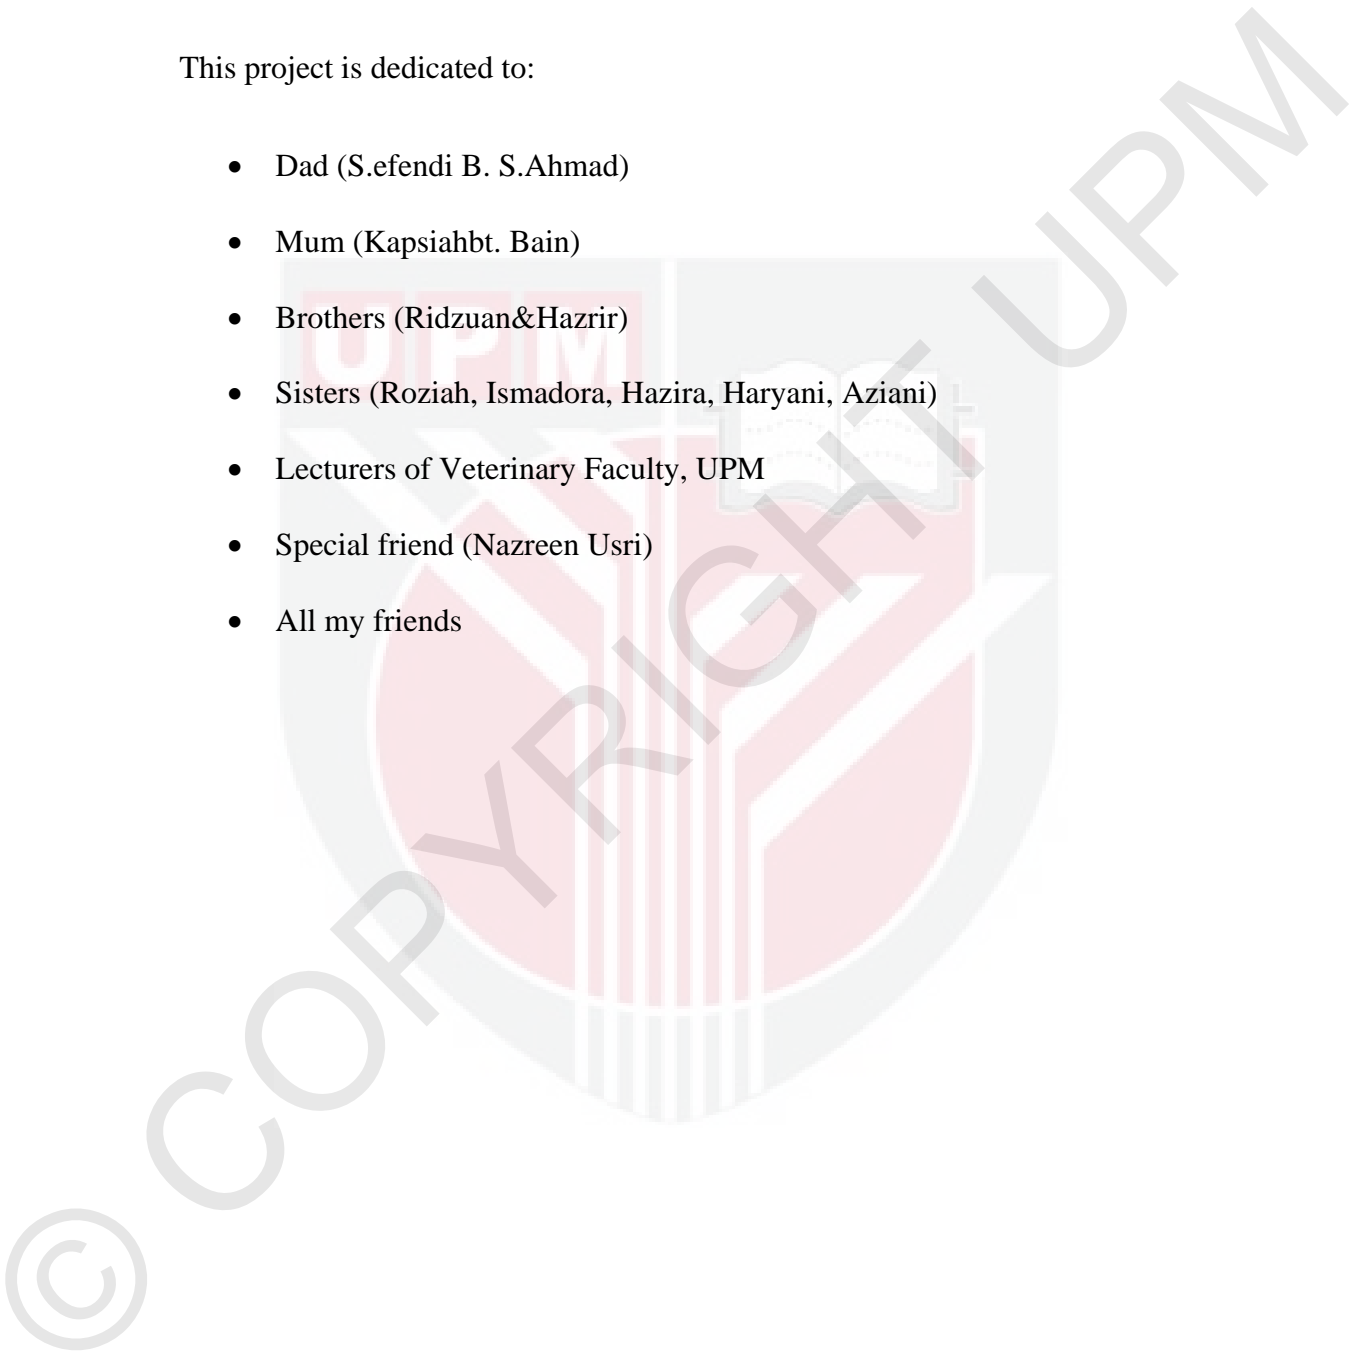 This project is dedicated to:
• Dad (S.efendi B. S.Ahmad)
• Mum (Kapsiahbt. Bain)
• Brothers (Ridzuan&Hazrir)
• Sisters (Roziah, Ismadora, Hazira, Haryani, Aziani)
• Lecturers of Veterinary Faculty, UPM
• Special friend (Nazreen Usri)
• All my friends
UPM
© COPYRIGHT UPM